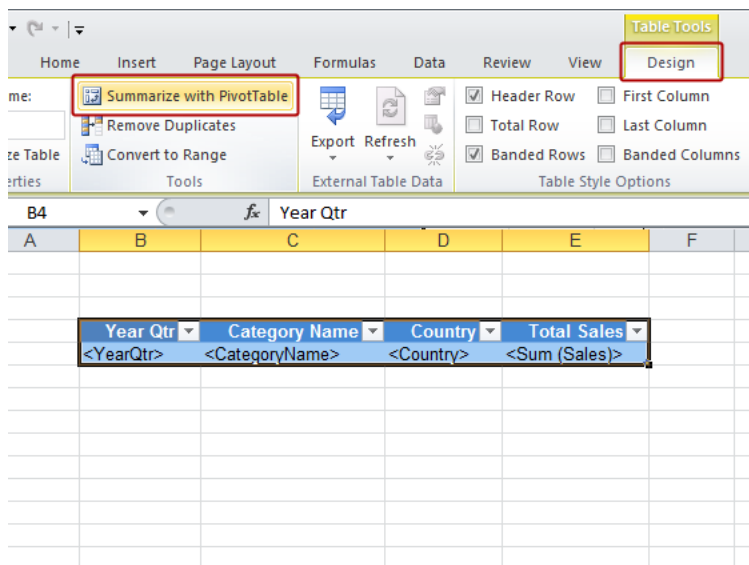 Table Tools
Home Insert Page Layout Formulas Data Review View Design
me:
Summarize with PivotTable
Remove Duplicates
ze Table
Convert to Range
erties
Tools
Export Refresh
External Table Data
Header Row First Column
Total Row Last Column
Banded Rows Banded Columns
Table Style Options
B4 fx Year Qtr
A B C D E F
Year Qtr Category Name Country Total Sales
<YearQtr> <CategoryName> <Country> <Sum (Sales)>